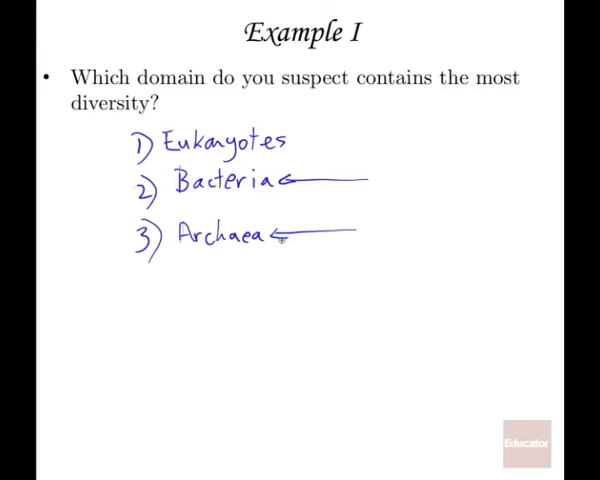 Example I
• Which domain do you suspect contains the most
diversity?
1) Eukaryotes
2) Bacteria
3) Archaea
Educator